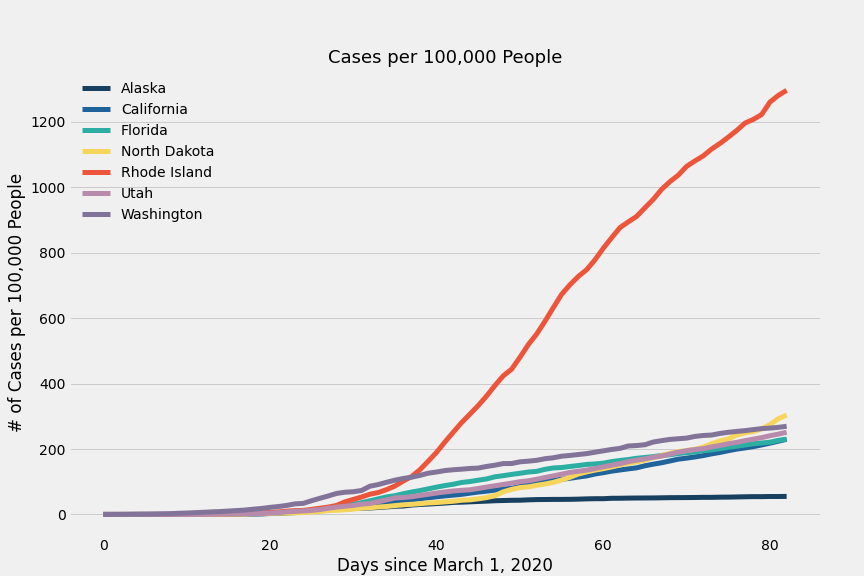 Cases per 100,000 People
Alaska
California
Florida
North Dakota
Rhode Island
Utah
Washington
# of Cases per 100,000 People
1200
1000
800
600
400
200
0
0 20 40 60 80
Days since March 1, 2020